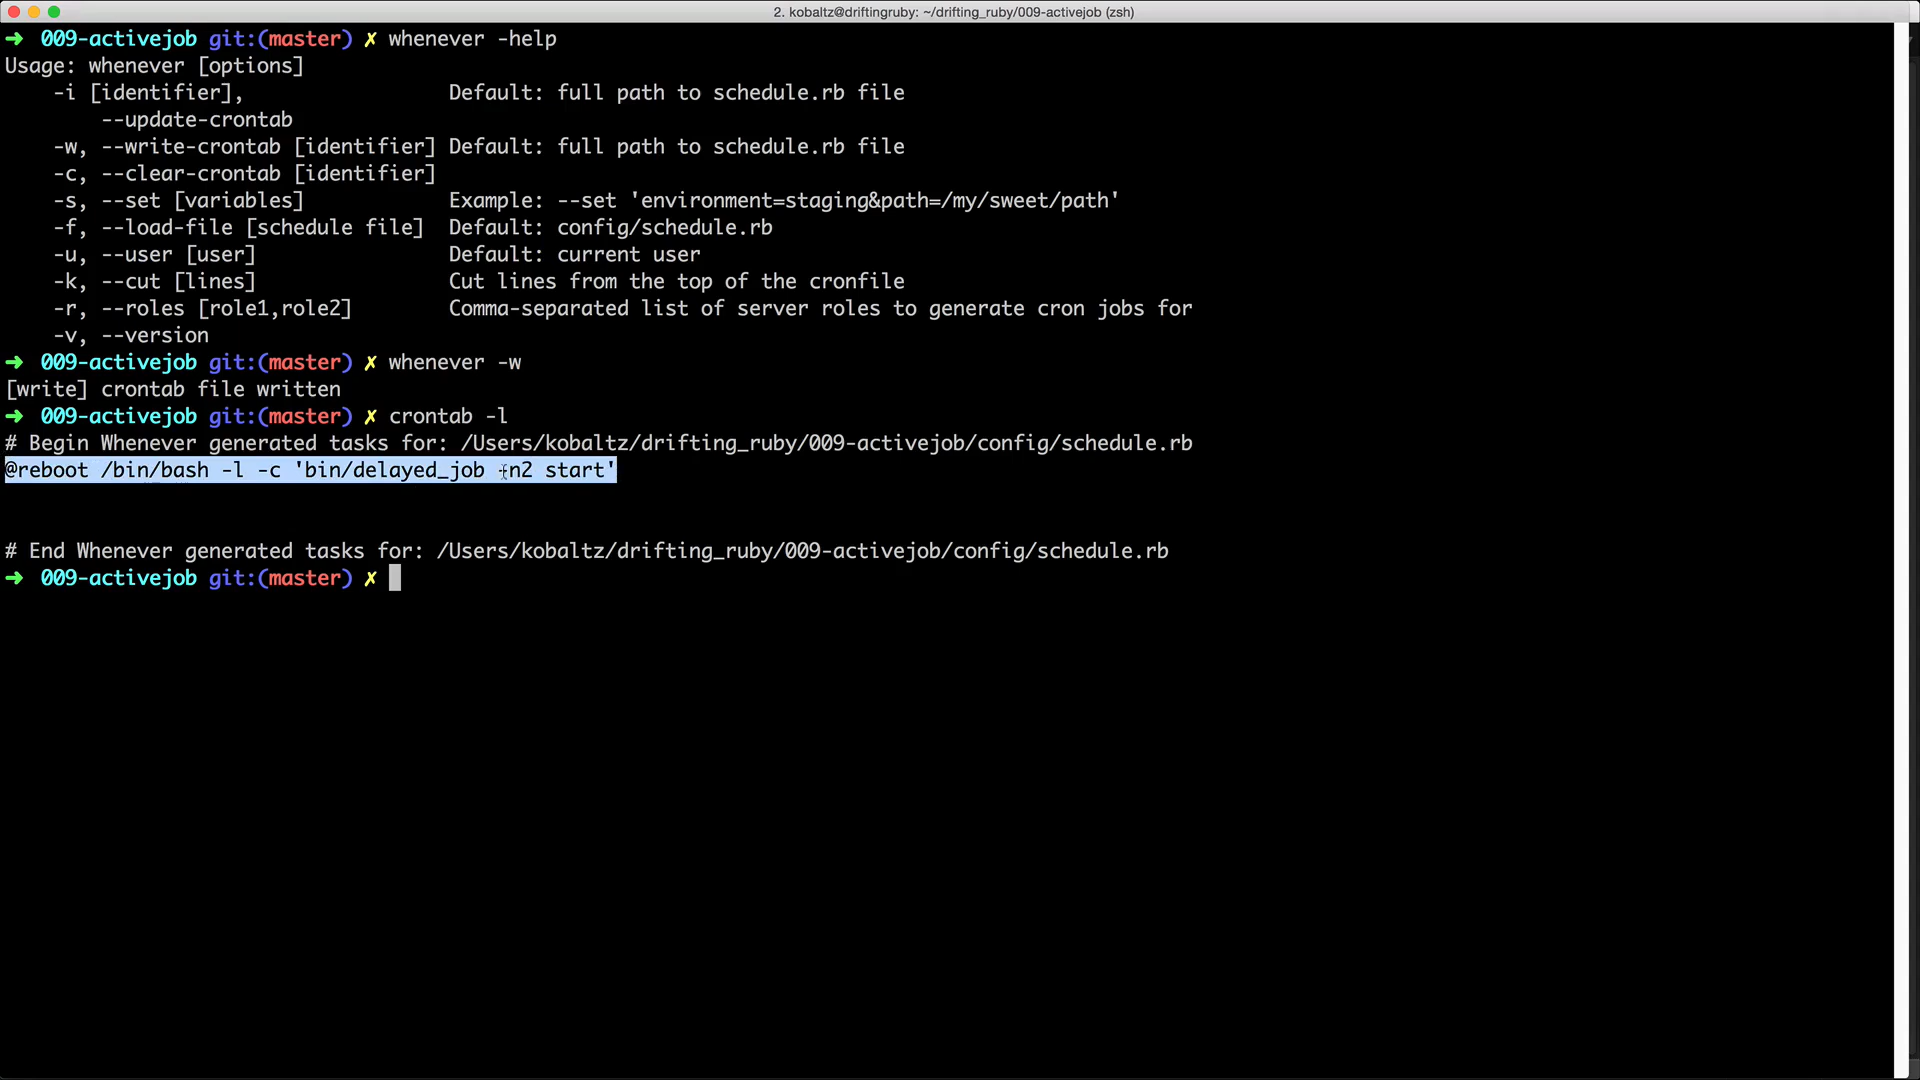 2. kobaltz@driftingruby: ~/drifting_ruby/009-activejob (zsh)
➜ 009-activejob git:(master) ✗ whenever -help
Usage: whenever [options]
-i [identifier], Default: full path to schedule.rb file
--update-crontab
-w, --write-crontab [identifier] Default: full path to schedule.rb file
-c, --clear-crontab [identifier]
-s, --set [variables] Example: --set 'environment=staging&path=/my/sweet/path'
-f, --load-file [schedule file] Default: config/schedule.rb
-u, --user [user] Default: current user
-k, --cut [lines] Cut lines from the top of the cronfile
-r, --roles [role1,role2] Comma-separated list of server roles to generate cron jobs for
-v, --version
➜ 009-activejob git:(master) ✗ whenever -w
[write] crontab file written
➜ 009-activejob git:(master) ✗ crontab -l
# Begin Whenever generated tasks for: /Users/kobaltz/drifting_ruby/009-activejob/config/schedule.rb
@reboot /bin/bash -l -c 'bin/delayed_job -n2 start'
# End Whenever generated tasks for: /Users/kobaltz/drifting_ruby/009-activejob/config/schedule.rb
➜ 009-activejob git:(master) ✗